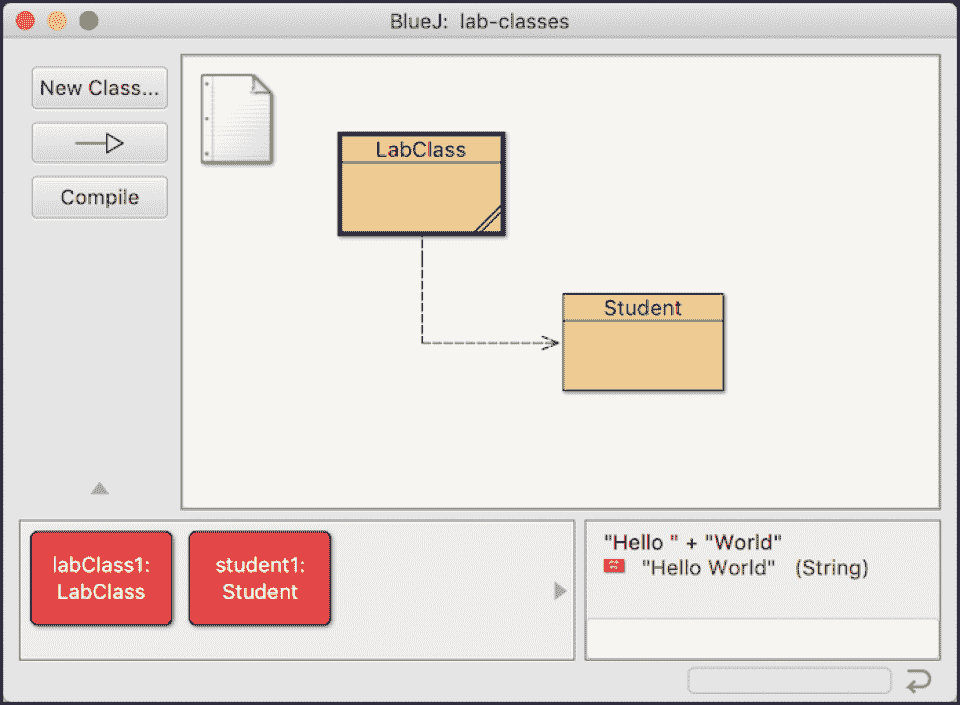 BlueJ: lab-classes
New Class...
Compile
LabClass
Student
labClass1:
LabClass
student1:
Student
"Hello " + "World"
"Hello World" (String)